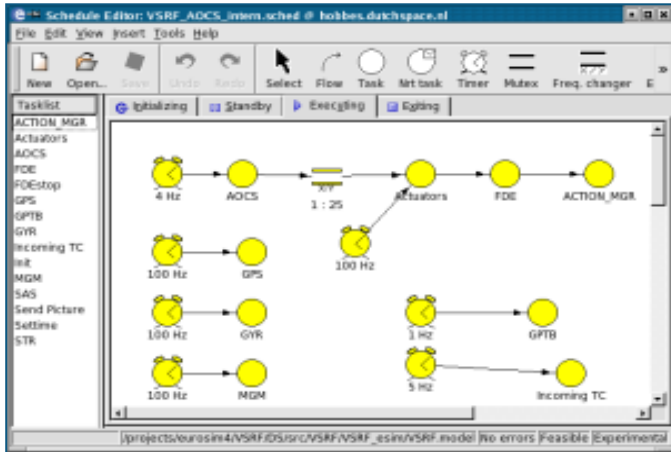 Schedule Editor: VSRF_AOCS_intern.sched @ hobbes.dutchspace.nl
File Edit View Insert Tools Help
New Open... Save Undo Redo Select Flow Task Nrt task Timer Mutex Freq. changer E »
Tasklist
ACTION_MGR
Actuators
AOCS
FDE
FDEstop
GPS
GPTB
GYR
Incoming TC
Init
MGM
SAS
Send Picture
Settime
STR
Initializing Standby Executing Exiting
4 Hz AOCS X/Y Actuators FDE ACTION_MGR
1 : 25
100 Hz GPS 100 Hz
100 Hz GYR 1 Hz GPTB
100 Hz MGM 5 Hz Incoming TC
/projects/eurosim4/VSRF/DS/src/VSRF/VSRF_esim/VSRF.model No errors Feasible Experimental